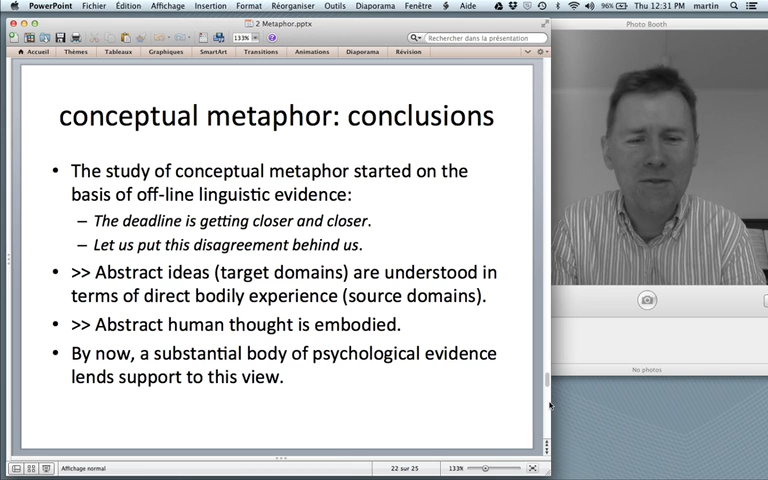 PowerPoint Fichier Édition Affichage Insertion Format Réorganiser Outils Diaporama Fenêtre Aide 96% Thu 12:31 PM martin
2 Metaphor.pptx
133% Rechercher dans la présentation
Accueil Thèmes Tableaux Graphiques SmartArt Transitions Animations Diaporama Révision
Photo Booth
conceptual metaphor: conclusions
• The study of conceptual metaphor started on the
basis of off-line linguistic evidence:
– The deadline is getting closer and closer.
– Let us put this disagreement behind us.
• >> Abstract ideas (target domains) are understood in
terms of direct bodily experience (source domains).
• >> Abstract human thought is embodied.
• By now, a substantial body of psychological evidence
lends support to this view.
No photos
Affichage normal 22 sur 25 133%